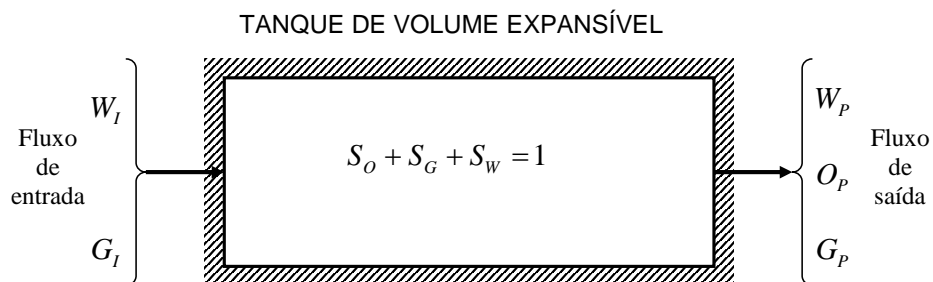 TANQUE DE VOLUME EXPANSÍVEL
W_I
Fluxo
de
entrada
G_I
S_O + S_G + S_W = 1
W_P
O_P
G_P
Fluxo
de
saída